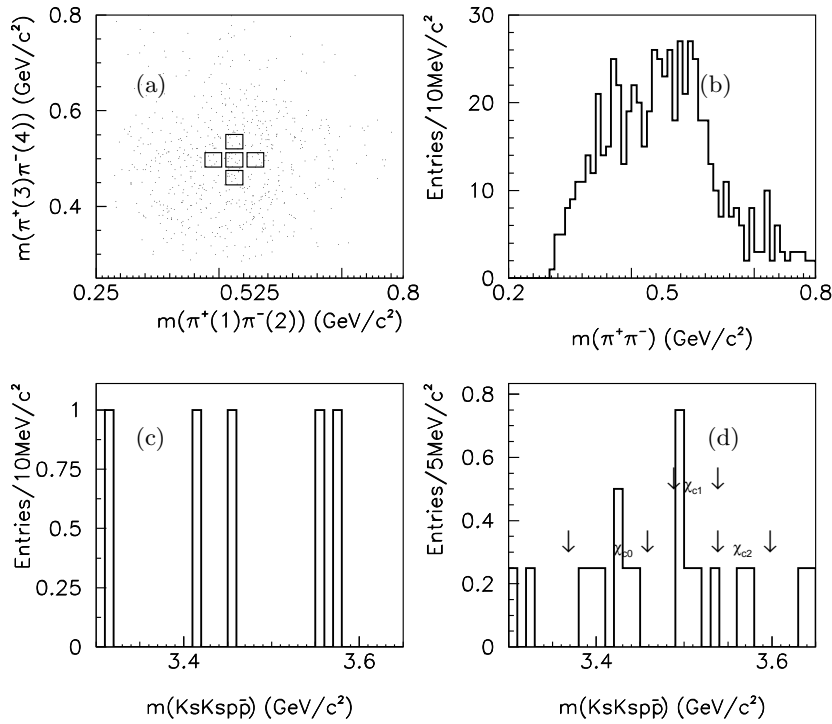 m(π⁺(3)π⁻(4)) (GeV/c²)
0.8
0.6
0.4
(a)
0.25
0.525
0.8
m(π⁺(1)π⁻(2)) (GeV/c²)
Entries/10MeV/c²
30
20
10
0
(b)
0.2
0.5
0.8
m(π⁺π⁻) (GeV/c²)
Entries/10MeV/c²
1
0.75
0.5
0.25
0
(c)
3.4
3.6
m(KsKspp̄) (GeV/c²)
Entries/5MeV/c²
0.8
0.6
0.4
0.2
0
(d)
χc1
χc0
χc2
3.4
3.6
m(KsKspp̄) (GeV/c²)